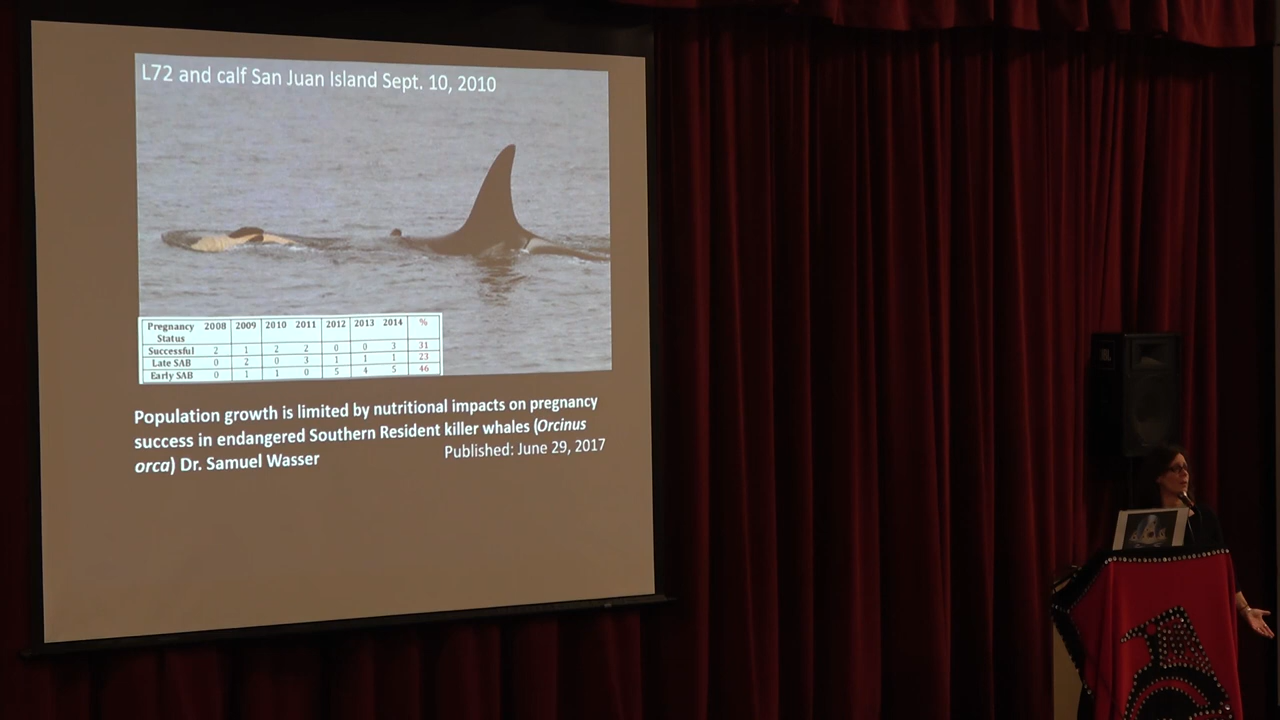 L72 and calf San Juan Island Sept. 10, 2010
Pregnancy Status 2008 2009 2010 2011 2012 2013 2014 %
Successful 2 1 2 2 0 0 3 31
Late SAB 0 2 0 3 1 1 1 23
Early SAB 0 1 1 0 5 4 5 46
Population growth is limited by nutritional impacts on pregnancy
success in endangered Southern Resident killer whales (Orcinus
orca) Dr. Samuel Wasser Published: June 29, 2017